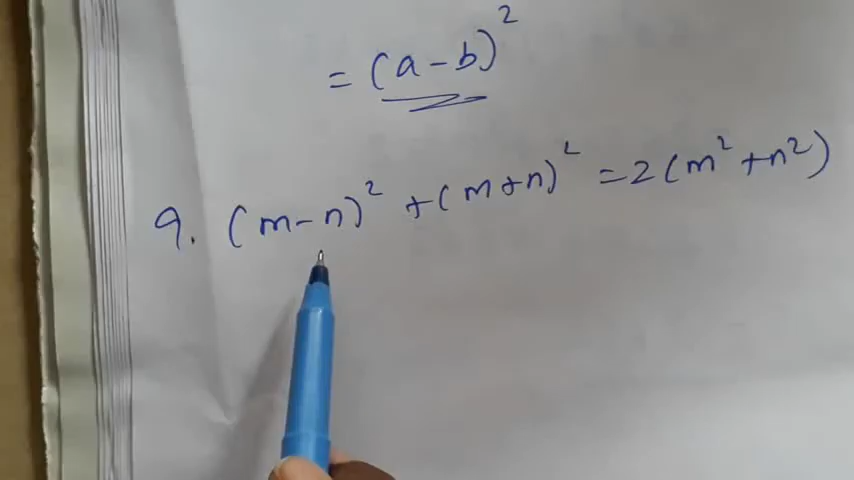 = (a-b)²
9. (m-n)² + (m+n)² = 2(m²+n²)